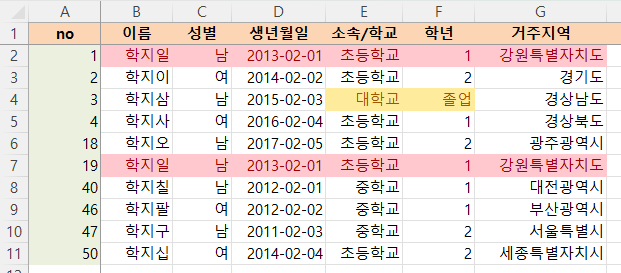 A B C D E F G
1 no 이름 성별 생년월일 소속/학교 학년 거주지역
2 1 학지일 남 2013-02-01 초등학교 1 강원특별자치도
3 2 학지이 여 2014-02-02 초등학교 2 경기도
4 3 학지삼 남 2015-02-03 대학교 졸업 경상남도
5 4 학지사 여 2016-02-04 초등학교 1 경상북도
6 18 학지오 남 2017-02-05 초등학교 2 광주광역시
7 19 학지일 남 2013-02-01 초등학교 1 강원특별자치도
8 40 학지칠 남 2012-02-01 중학교 1 대전광역시
9 46 학지팔 여 2012-02-02 중학교 1 부산광역시
10 47 학지구 남 2011-02-03 중학교 2 서울특별시
11 50 학지십 여 2014-02-04 초등학교 2 세종특별자치시